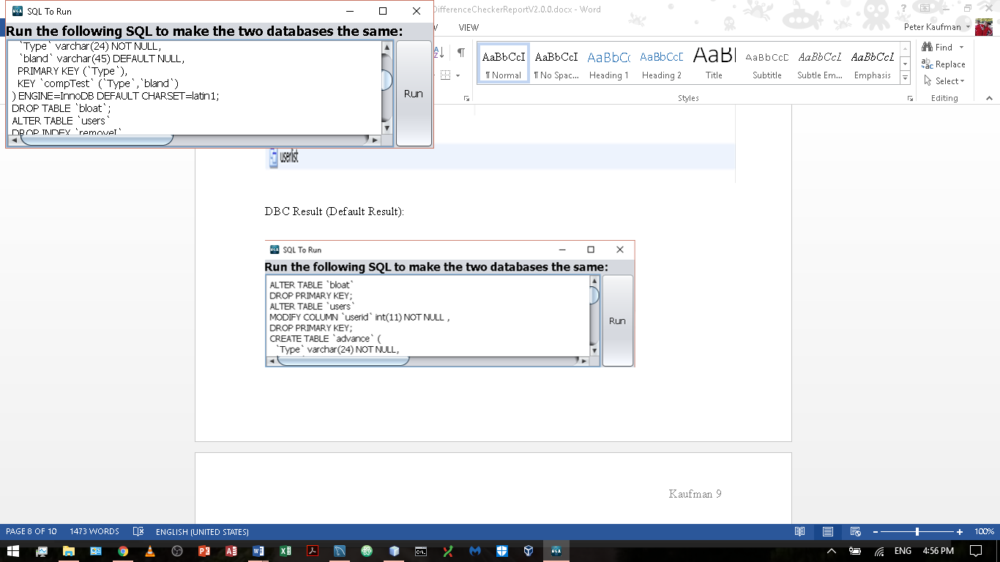 SQL To Run
Run the following SQL to make the two databases the same:
`Type` varchar(24) NOT NULL,
`bland` varchar(45) DEFAULT NULL,
PRIMARY KEY (`Type`),
KEY `compTest` (`Type`,`bland`)
) ENGINE=InnoDB DEFAULT CHARSET=latin1;
DROP TABLE `bloat`;
ALTER TABLE `users`
DROP INDEX `removeI`
Run
DifferenceCheckerReportV2.0.0.docx - Word
VIEW
Peter Kaufman
AaBbCcI
¶ Normal
AaBbCcI
¶ No Spac...
AaBbCc
Heading 1
AaBbCcD
Heading 2
AaBl
Title
AaBbCcD
Subtitle
AaBbCcI
Subtle Em...
AaBbCcI
Emphasis
Find
Replace
Select
Styles
Editing
userlist
DBC Result (Default Result):
SQL To Run
Run the following SQL to make the two databases the same:
ALTER TABLE `bloat`
DROP PRIMARY KEY;
ALTER TABLE `users`
MODIFY COLUMN `userid` int(11) NOT NULL ,
DROP PRIMARY KEY;
CREATE TABLE `advance` (
`Type` varchar(24) NOT NULL,
Run
Kaufman 9
PAGE 8 OF 10
1473 WORDS
ENGLISH (UNITED STATES)
100%
ENG
4:56 PM